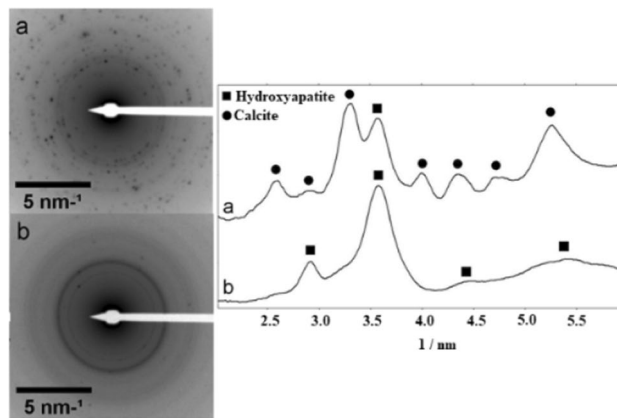 a
5 nm⁻¹
b
5 nm⁻¹
■ Hydroxyapatite
● Calcite
a
b
2.5 3.0 3.5 4.0 4.5 5.0 5.5
1 / nm